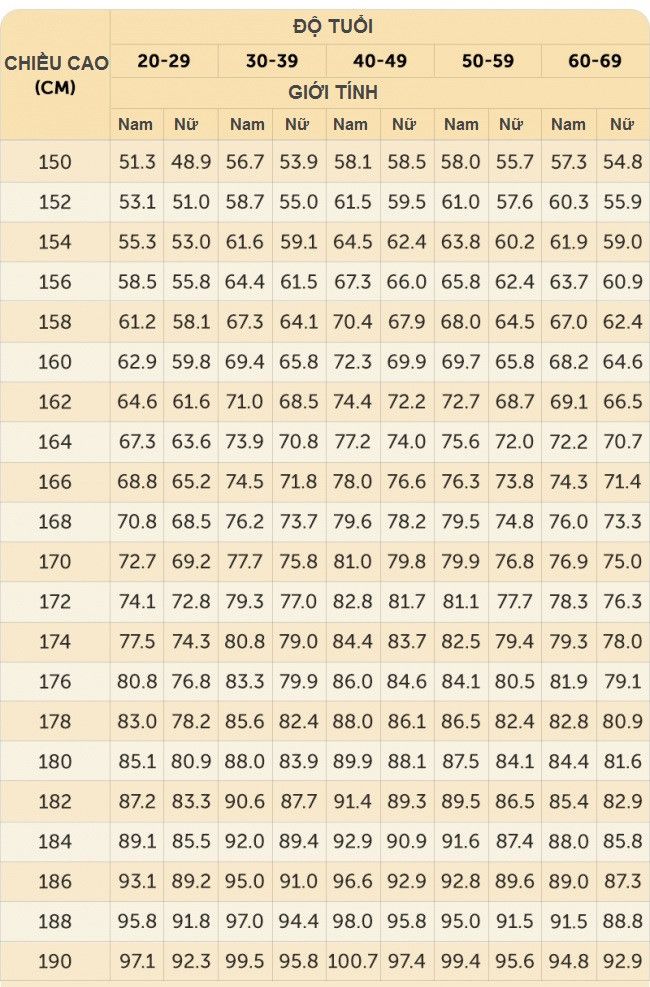 ĐỘ TUỔI
CHIỀU CAO
(CM)
20-29 30-39 40-49 50-59 60-69
GIỚI TÍNH
Nam Nữ Nam Nữ Nam Nữ Nam Nữ Nam Nữ
150 51.3 48.9 56.7 53.9 58.1 58.5 58.0 55.7 57.3 54.8
152 53.1 51.0 58.7 55.0 61.5 59.5 61.0 57.6 60.3 55.9
154 55.3 53.0 61.6 59.1 64.5 62.4 63.8 60.2 61.9 59.0
156 58.5 55.8 64.4 61.5 67.3 66.0 65.8 62.4 63.7 60.9
158 61.2 58.1 67.3 64.1 70.4 67.9 68.0 64.5 67.0 62.4
160 62.9 59.8 69.4 65.8 72.3 69.9 69.7 65.8 68.2 64.6
162 64.6 61.6 71.0 68.5 74.4 72.2 72.7 68.7 69.1 66.5
164 67.3 63.6 73.9 70.8 77.2 74.0 75.6 72.0 72.2 70.7
166 68.8 65.2 74.5 71.8 78.0 76.6 76.3 73.8 74.3 71.4
168 70.8 68.5 76.2 73.7 79.6 78.2 79.5 74.8 76.0 73.3
170 72.7 69.2 77.7 75.8 81.0 79.8 79.9 76.8 76.9 75.0
172 74.1 72.8 79.3 77.0 82.8 81.7 81.1 77.7 78.3 76.3
174 77.5 74.3 80.8 79.0 84.4 83.7 82.5 79.4 79.3 78.0
176 80.8 76.8 83.3 79.9 86.0 84.6 84.1 80.5 81.9 79.1
178 83.0 78.2 85.6 82.4 88.0 86.1 86.5 82.4 82.8 80.9
180 85.1 80.9 88.0 83.9 89.9 88.1 87.5 84.1 84.4 81.6
182 87.2 83.3 90.6 87.7 91.4 89.3 89.5 86.5 85.4 82.9
184 89.1 85.5 92.0 89.4 92.9 90.9 91.6 87.4 88.0 85.8
186 93.1 89.2 95.0 91.0 96.6 92.9 92.8 89.6 89.0 87.3
188 95.8 91.8 97.0 94.4 98.0 95.8 95.0 91.5 91.5 88.8
190 97.1 92.3 99.5 95.8 100.7 97.4 99.4 95.6 94.8 92.9